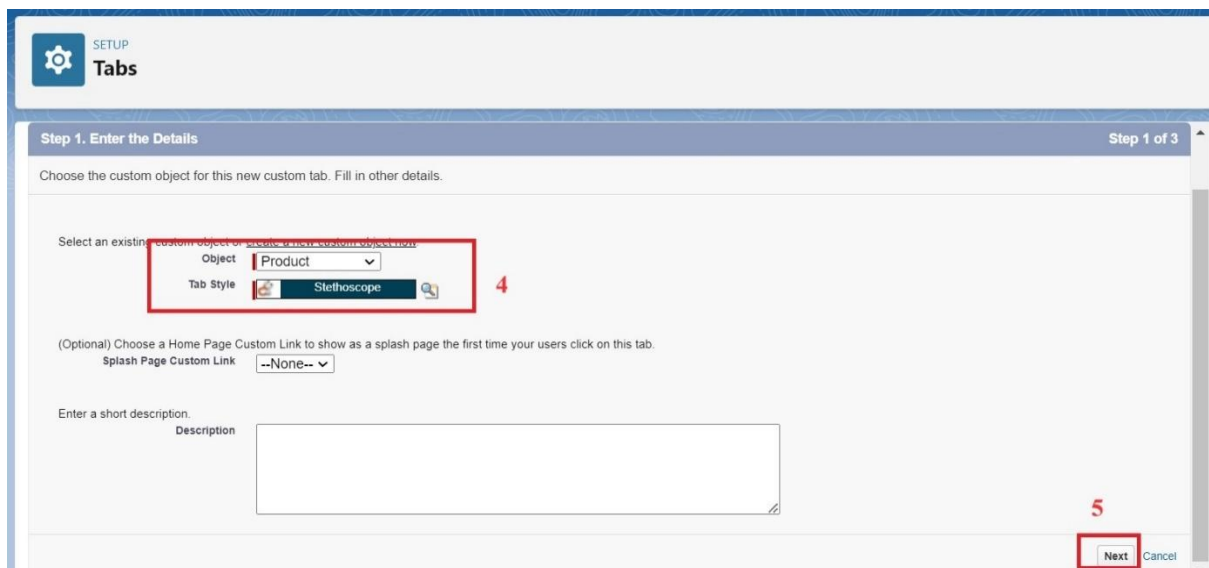 SETUP
Tabs
Step 1. Enter the Details Step 1 of 3
Choose the custom object for this new custom tab. Fill in other details.
Select an existing custom object or create a new custom object now
Object Product
Tab Style Stethoscope 4
(Optional) Choose a Home Page Custom Link to show as a splash page the first time your users click on this tab.
Splash Page Custom Link --None--
Enter a short description.
Description
5
Next Cancel